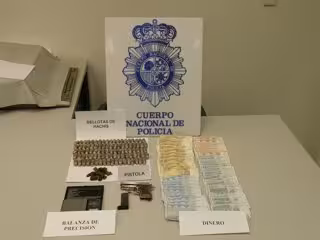 CUERPO
NACIONAL DE
POLICIA
BELLOTAS DE
HACHIS
PISTOLA
BALANZA DE
PRECISION
DINERO